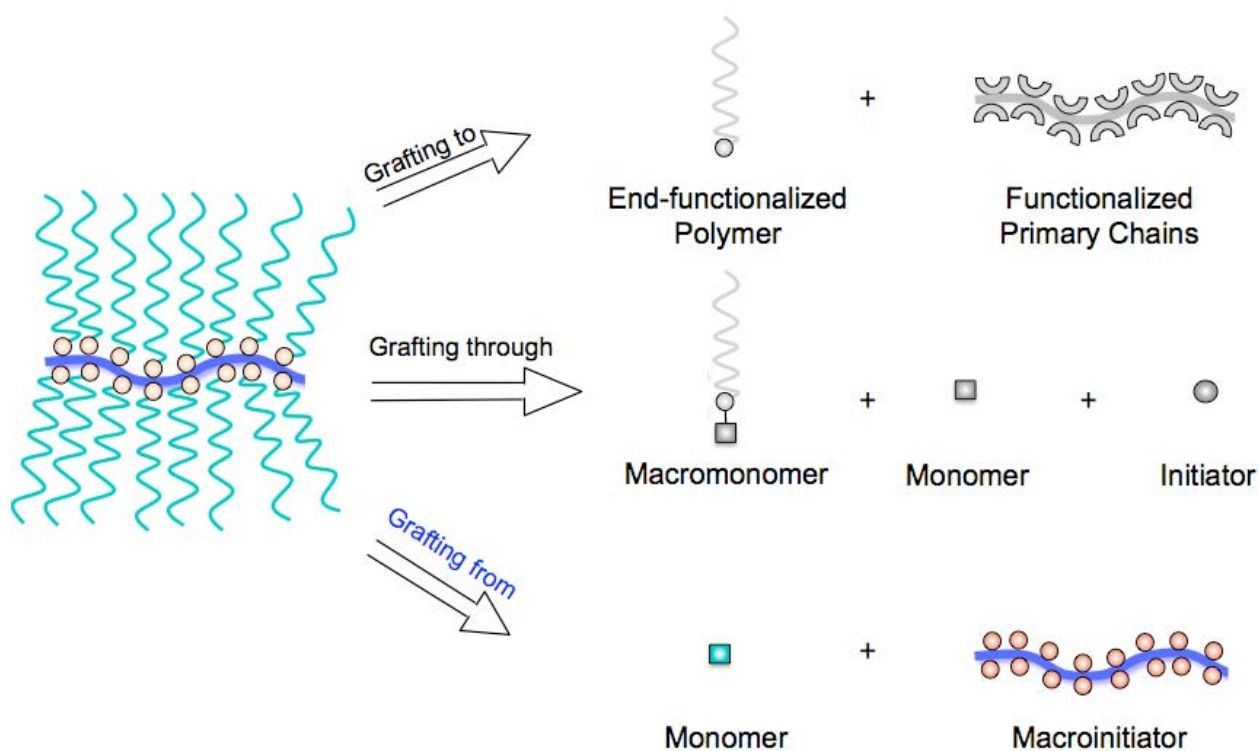 Grafting to
+
End-functionalized
Polymer
Functionalized
Primary Chains
Grafting through
+
+
Macromonomer
Monomer
Initiator
Grafting from
+
Monomer
Macroinitiator